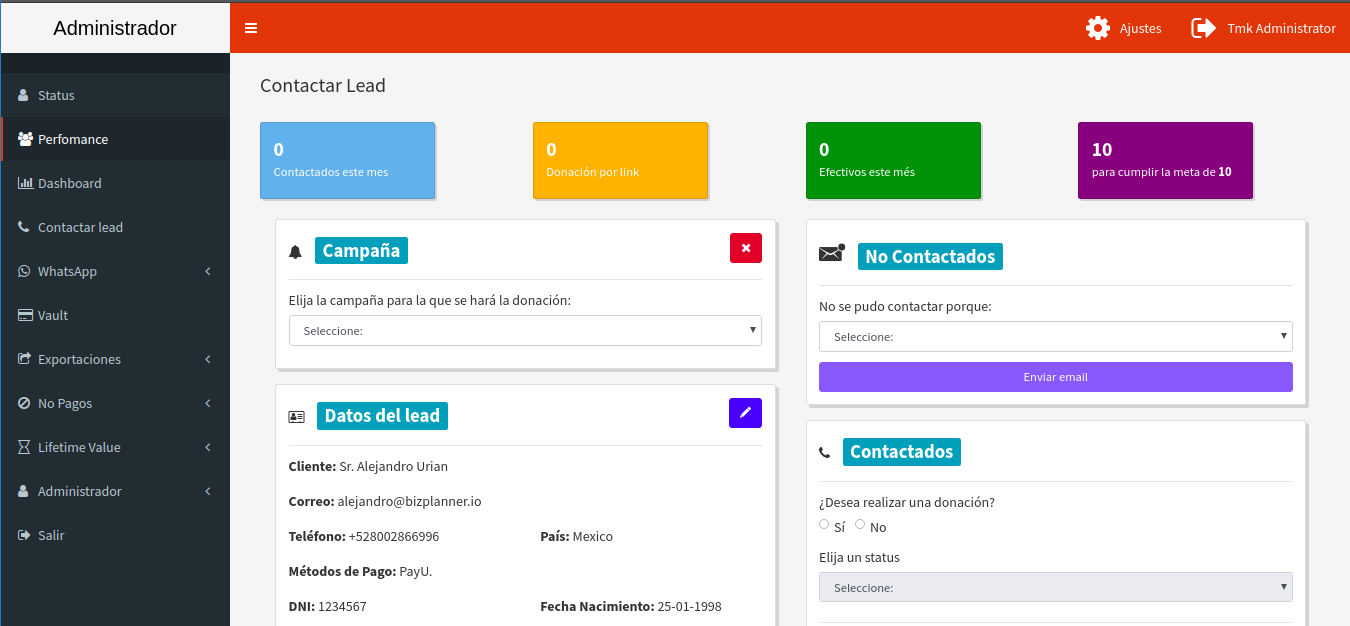 Administrador
Ajustes
Tmk Administrator
Status
Perfomance
Dashboard
Contactar lead
WhatsApp
Vault
Exportaciones
No Pagos
Lifetime Value
Administrador
Salir
Contactar Lead
0
Contactados este mes
0
Donación por link
0
Efectivos este més
10
para cumplir la meta de 10
Campaña
Elija la campaña para la que se hará la donación:
Seleccione:
Datos del lead
Cliente: Sr. Alejandro Urian
Correo: alejandro@bizplanner.io
Teléfono: +528002866996
País: Mexico
Métodos de Pago: PayU.
DNI: 1234567
Fecha Nacimiento: 25-01-1998
No Contactados
No se pudo contactar porque:
Seleccione:
Enviar email
Contactados
¿Desea realizar una donación?
Sí No
Elija un status
Seleccione: